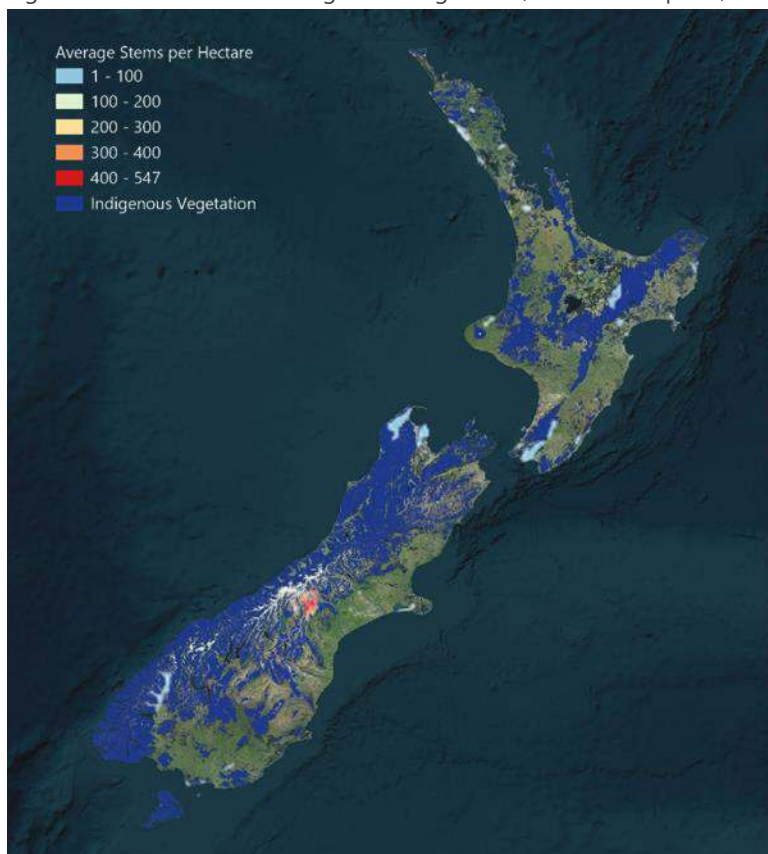 Average Stems per Hectare
1 - 100
100 - 200
200 - 300
300 - 400
400 - 547
Indigenous Vegetation